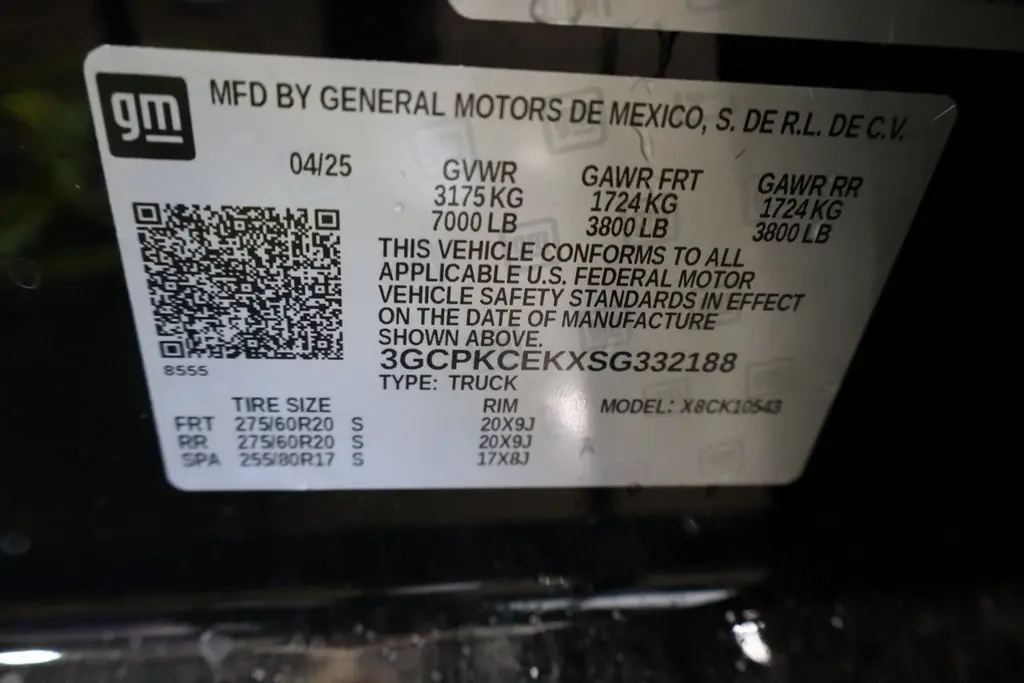 gm
MFD BY GENERAL MOTORS DE MEXICO, S. DE R.L. DE C.V.
04/25
GVWR GAWR FRT GAWR RR
3175 KG 1724 KG 1724 KG
7000 LB 3800 LB 3800 LB
THIS VEHICLE CONFORMS TO ALL
APPLICABLE U.S. FEDERAL MOTOR
VEHICLE SAFETY STANDARDS IN EFFECT
ON THE DATE OF MANUFACTURE
SHOWN ABOVE.
3GCPKCEKXSG332188
8555
TYPE: TRUCK
TIRE SIZE RIM MODEL: X8CK10543
FRT 275/60R20 S 20X9J
RR 275/60R20 S 20X9J
SPA 255/80R17 S 17X8J
A